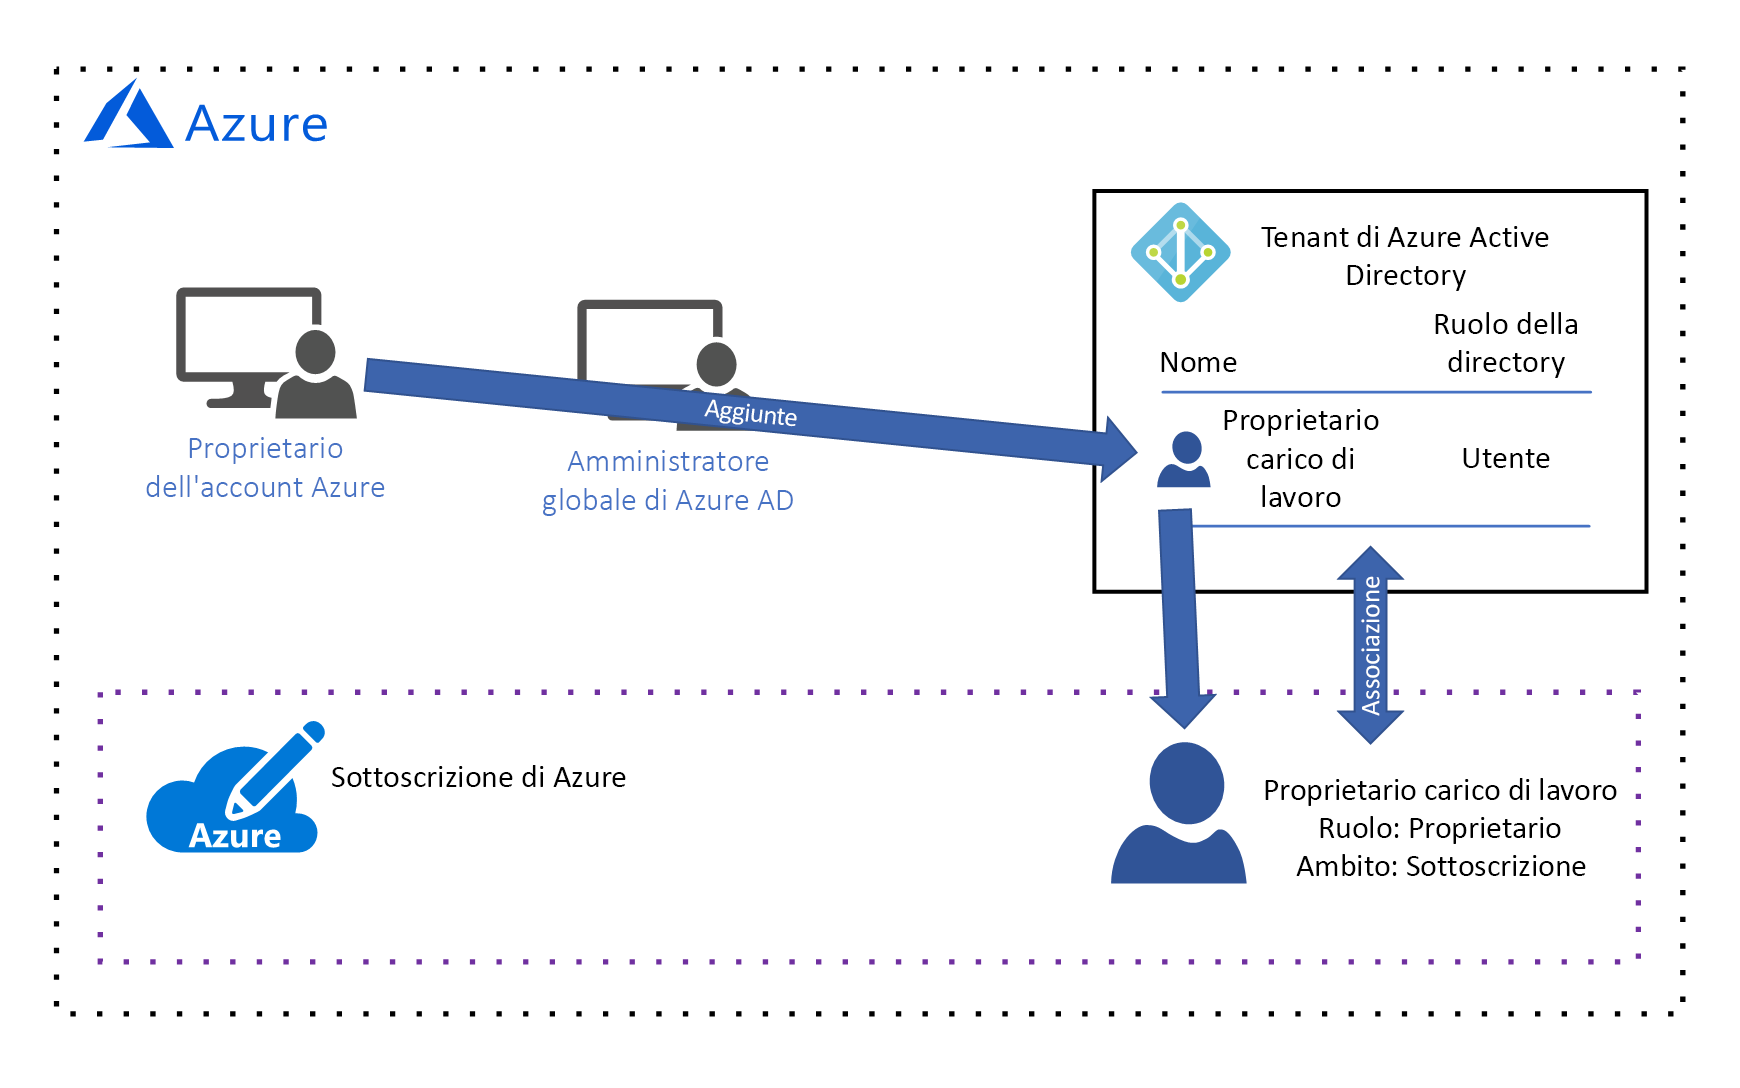 Azure
Tenant di Azure Active
Directory
Nome
Ruolo della
directory
Proprietario
carico di
lavoro
Utente
Aggiunte
Proprietario
dell'account Azure
Amministratore
globale di Azure AD
Associazione
Azure
Sottoscrizione di Azure
Proprietario carico di lavoro
Ruolo: Proprietario
Ambito: Sottoscrizione